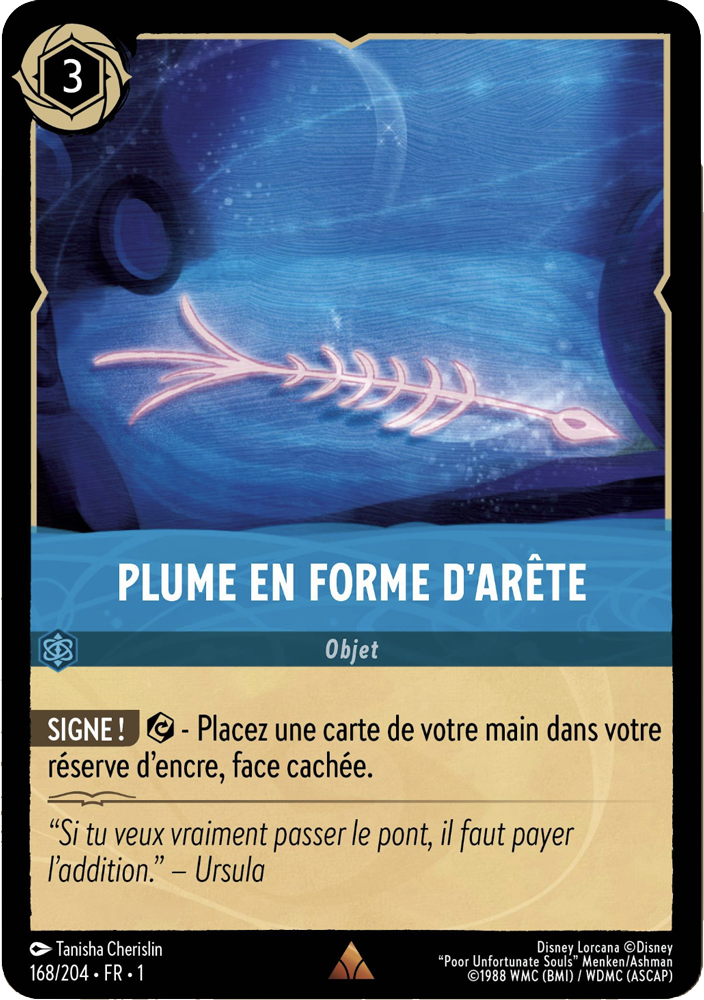 3
PLUME EN FORME D’ARÊTE
Objet
SIGNE ! - Placez une carte de votre main dans votre
réserve d’encre, face cachée.
“Si tu veux vraiment passer le pont, il faut payer
l’addition.” – Ursula
Tanisha Cherislin
168/204 • FR • 1
Disney Lorcana ©Disney
“Poor Unfortunate Souls” Menken/Ashman
©1988 WMC (BMI) / WDMC (ASCAP)